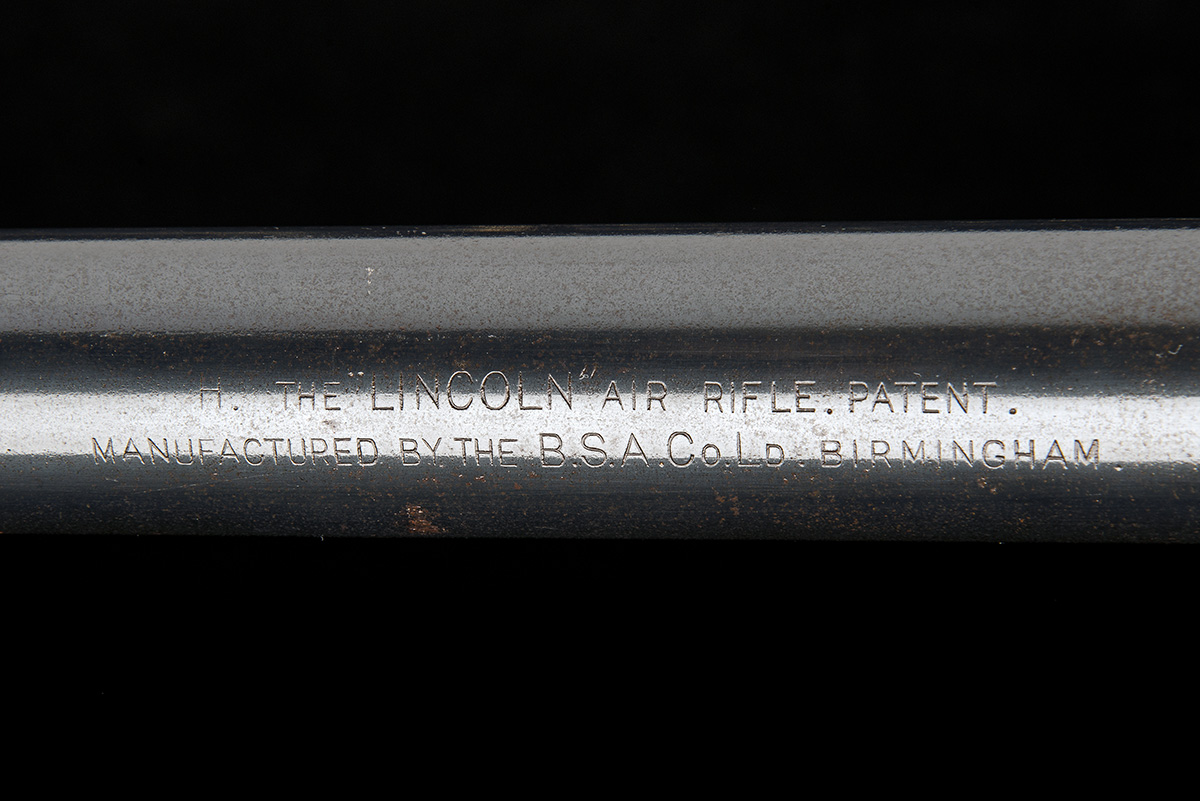 H. THE "LINCOLN" AIR RIFLE. PATENT.
MANUFACTURED BY. THE B.S.A. Co. LD. BIRMINGHAM.